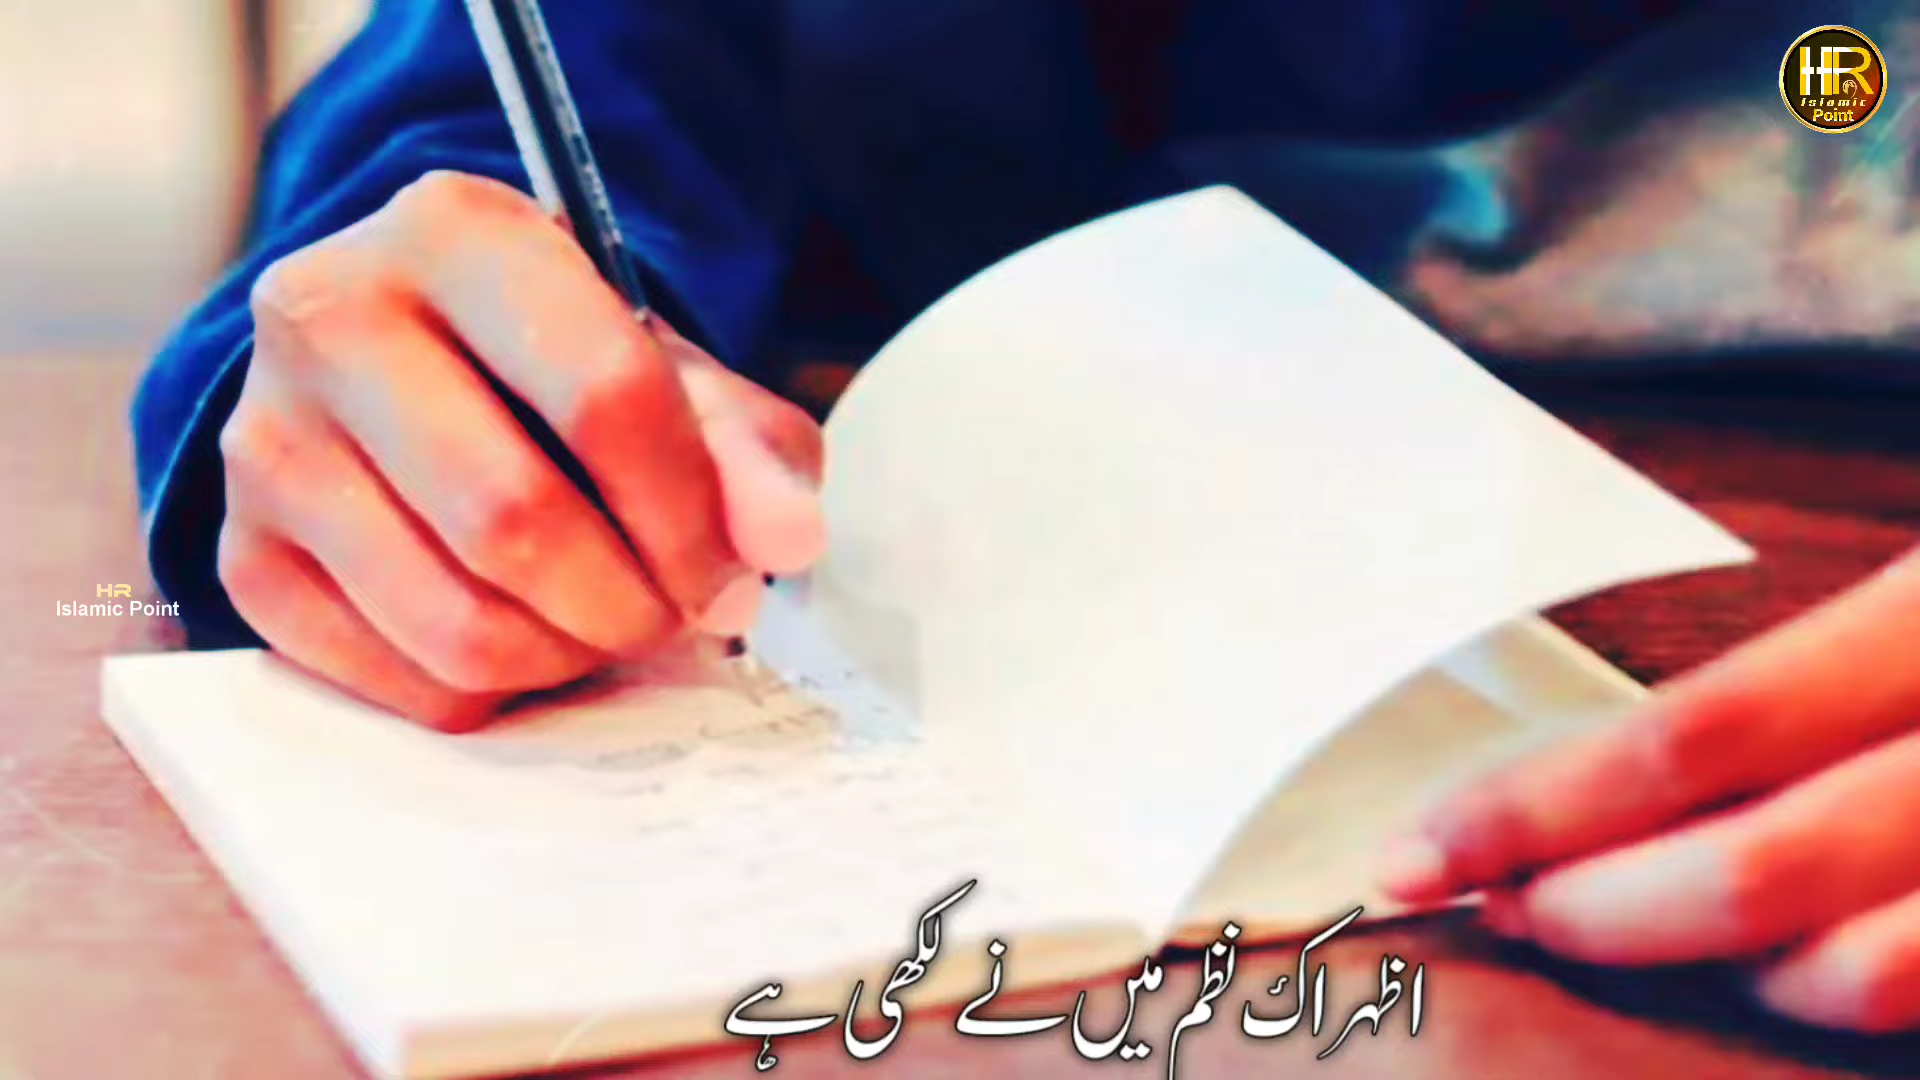 HR
Islamic
Point
HR
Islamic Point
اظہر اک نظم میں نے لکھی ہے